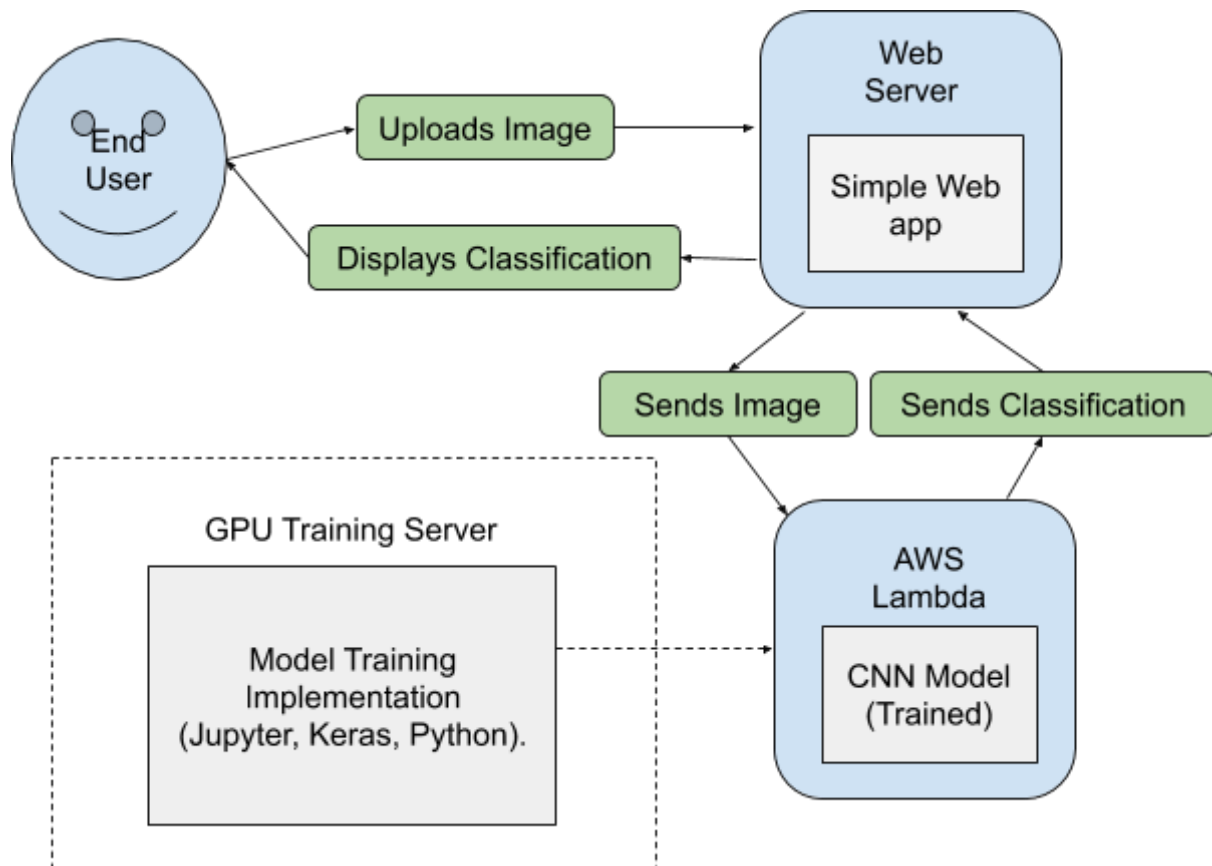 End
User
Uploads Image
Displays Classification
Web
Server
Simple Web
app
Sends Image
Sends Classification
GPU Training Server
Model Training
Implementation
(Jupyter, Keras, Python).
AWS
Lambda
CNN Model
(Trained)